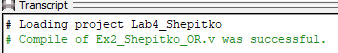 Transcript
# Loading project Lab4_Shepitko
# Compile of Ex2_Shepitko_OR.v was successful.